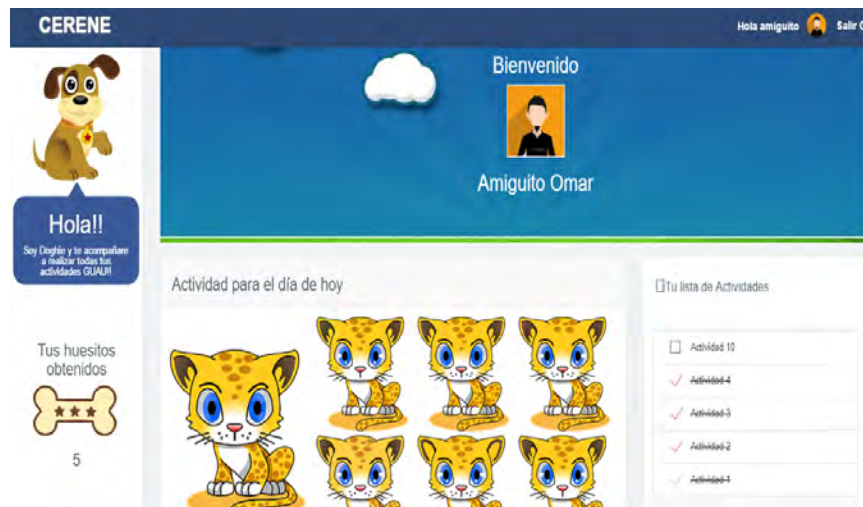 CERENE
Hola amiguito
Salir
Bienvenido
Amiguito Omar
Hola!!
Soy Doghie y te acompañare
a realizar todas tus
actividades GUAU!!
Tus huesitos
obtenidos
5
Actividad para el día de hoy
Tu lista de Actividades
Actividad 10
Actividad 4
Actividad 3
Actividad 2
Actividad 1